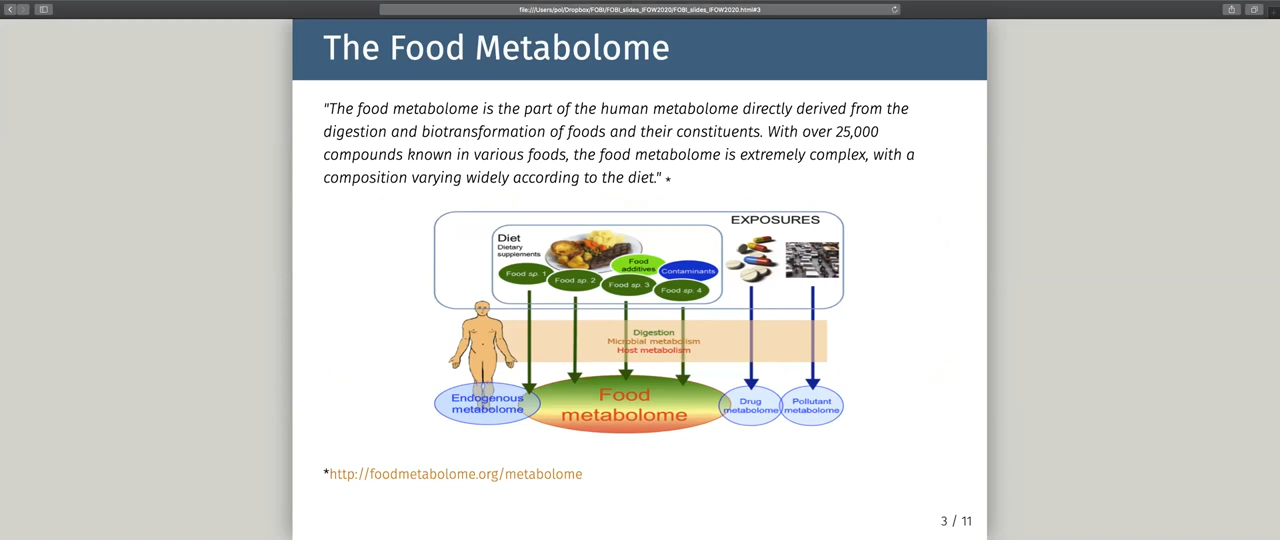 file:///Users/pol/Dropbox/FOBI/FOBI_slides_IFOW2020/FOBI_slides_IFOW2020.html#3
The Food Metabolome
"The food metabolome is the part of the human metabolome directly derived from the
digestion and biotransformation of foods and their constituents. With over 25,000
compounds known in various foods, the food metabolome is extremely complex, with a
composition varying widely according to the diet." *
EXPOSURES
Diet
Dietary
supplements
Food sp. 1
Food sp. 2
Food
additives
Food sp. 3
Contaminants
Food sp. 4
Digestion
Microbial metabolism
Host metabolism
Endogenous
metabolome
Food
metabolome
Drug
metabolome
Pollutant
metabolome
*http://foodmetabolome.org/metabolome
3 / 11